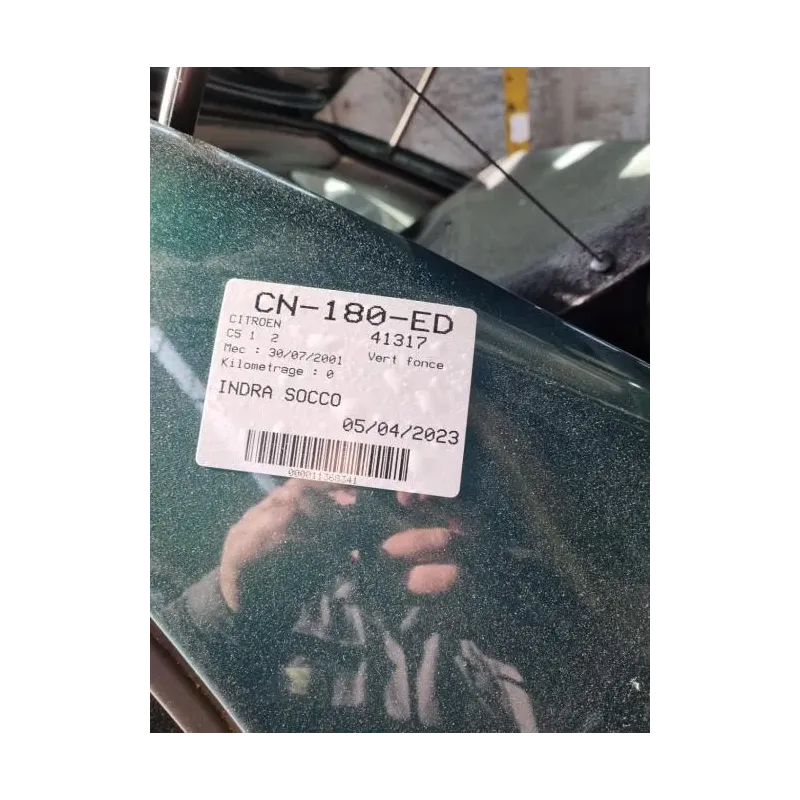 CN-180-ED
CITROEN 41317
C5 1 2
Mec : 30/07/2001 Vert fonce
Kilometrage : 0
INDRA SOCCO
05/04/2023
000011368341